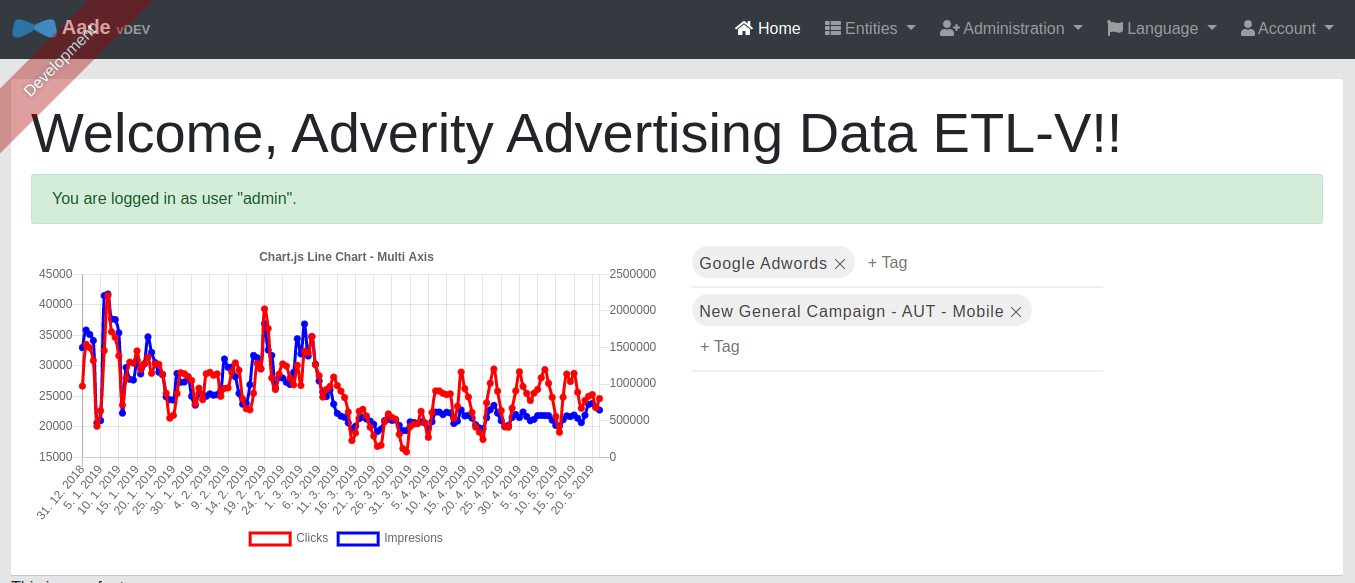 Aade vDEV
Development
Home Entities Administration Language Account
Welcome, Adverity Advertising Data ETL-V!!
You are logged in as user "admin".
Chart.js Line Chart - Multi Axis
45000
40000
35000
30000
25000
20000
15000
2500000
2000000
1500000
1000000
500000
0
31. 12. 2018
5. 1. 2019
10. 1. 2019
15. 1. 2019
20. 1. 2019
25. 1. 2019
30. 1. 2019
4. 2. 2019
9. 2. 2019
14. 2. 2019
19. 2. 2019
24. 2. 2019
1. 3. 2019
6. 3. 2019
11. 3. 2019
16. 3. 2019
21. 3. 2019
26. 3. 2019
31. 3. 2019
5. 4. 2019
10. 4. 2019
15. 4. 2019
20. 4. 2019
25. 4. 2019
30. 4. 2019
5. 5. 2019
10. 5. 2019
15. 5. 2019
20. 5. 2019
Clicks Impresions
Google Adwords × + Tag
New General Campaign - AUT - Mobile ×
+ Tag